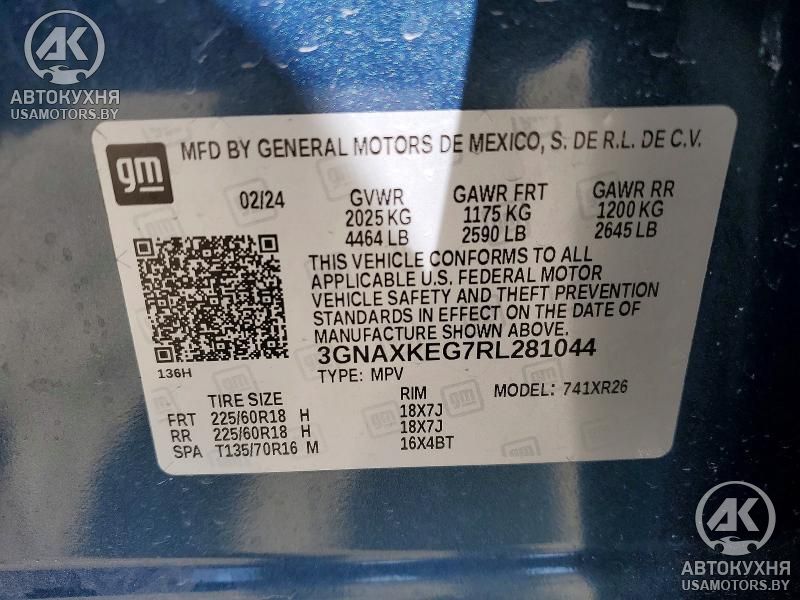 АВТОКУХНЯ
USAMOTORS.BY
gm
MFD BY GENERAL MOTORS DE MEXICO, S. DE R.L. DE C.V.
02/24 GVWR GAWR FRT GAWR RR
2025 KG 1175 KG 1200 KG
4464 LB 2590 LB 2645 LB
THIS VEHICLE CONFORMS TO ALL
APPLICABLE U.S. FEDERAL MOTOR
VEHICLE SAFETY AND THEFT PREVENTION
STANDARDS IN EFFECT ON THE DATE OF
MANUFACTURE SHOWN ABOVE.
3GNAXKEG7RL281044
136H
TYPE: MPV MODEL: 741XR26
TIRE SIZE RIM
FRT 225/60R18 H 18X7J
RR 225/60R18 H 18X7J
SPA T135/70R16 M 16X4BT
АК
АВТОКУХНЯ
USAMOTORS.BY